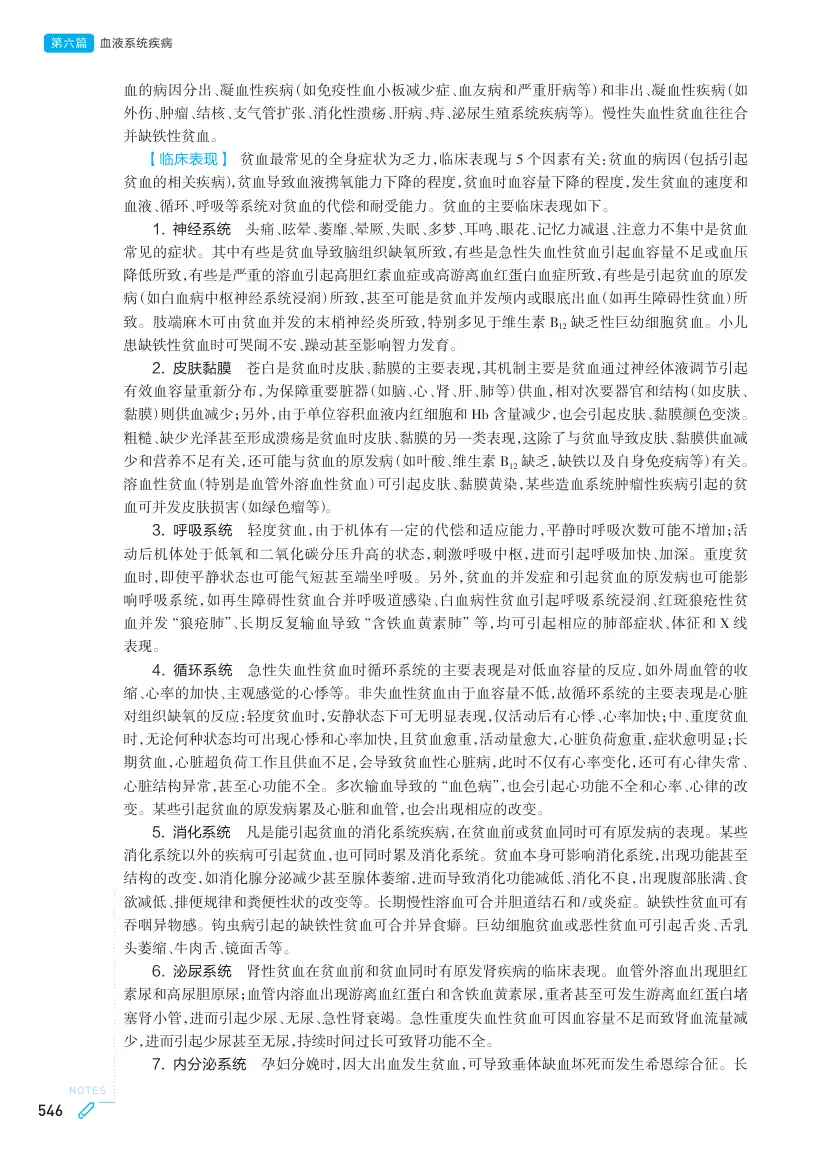 第六篇 血液系统疾病
血的病因分出、凝血性疾病（如免疫性血小板减少症、血友病和严重肝病等）和非出、凝血性疾病（如
外伤、肿瘤、结核、支气管扩张、消化性溃疡、肝病、痔、泌尿生殖系统疾病等）。慢性失血性贫血往往合
并缺铁性贫血。
【临床表现】 贫血最常见的全身症状为乏力，临床表现与 5 个因素有关：贫血的病因（包括引起
贫血的相关疾病），贫血导致血液携氧能力下降的程度，贫血时血容量下降的程度，发生贫血的速度和
血液、循环、呼吸等系统对贫血的代偿和耐受能力。贫血的主要临床表现如下。
1. 神经系统 头痛、眩晕、萎靡、晕厥、失眠、多梦、耳鸣、眼花、记忆力减退、注意力不集中是贫血
常见的症状。其中有些是贫血导致脑组织缺氧所致，有些是急性失血性贫血引起血容量不足或血压
降低所致，有些是严重的溶血引起高胆红素血症或高游离血红蛋白血症所致，有些是引起贫血的原发
病（如白血病中枢神经系统浸润）所致，甚至可能是贫血并发颅内或眼底出血（如再生障碍性贫血）所
致。肢端麻木可由贫血并发的末梢神经炎所致，特别多见于维生素 B₁₂ 缺乏性巨幼细胞贫血。小儿
患缺铁性贫血时可哭闹不安、躁动甚至影响智力发育。
2. 皮肤黏膜 苍白是贫血时皮肤、黏膜的主要表现，其机制主要是贫血通过神经体液调节引起
有效血容量重新分布，为保障重要脏器（如脑、心、肾、肝、肺等）供血，相对次要器官和结构（如皮肤、
黏膜）则供血减少；另外，由于单位容积血液内红细胞和 Hb 含量减少，也会引起皮肤、黏膜颜色变淡。
粗糙、缺少光泽甚至形成溃疡是贫血时皮肤、黏膜的另一类表现，这除了与贫血导致皮肤、黏膜供血减
少和营养不足有关，还可能与贫血的原发病（如叶酸、维生素 B₁₂ 缺乏，缺铁以及自身免疫病等）有关。
溶血性贫血（特别是血管外溶血性贫血）可引起皮肤、黏膜黄染，某些造血系统肿瘤性疾病引起的贫
血可并发皮肤损害（如绿色瘤等）。
3. 呼吸系统 轻度贫血，由于机体有一定的代偿和适应能力，平静时呼吸次数可能不增加；活
动后机体处于低氧和二氧化碳分压升高的状态，刺激呼吸中枢，进而引起呼吸加快、加深。重度贫
血时，即使平静状态也可能气短甚至端坐呼吸。另外，贫血的并发症和引起贫血的原发病也可能影
响呼吸系统，如再生障碍性贫血合并呼吸道感染、白血病性贫血引起呼吸系统浸润、红斑狼疮性贫
血并发“狼疮肺”、长期反复输血导致“含铁血黄素肺”等，均可引起相应的肺部症状、体征和 X 线
表现。
4. 循环系统 急性失血性贫血时循环系统的主要表现是对低血容量的反应，如外周血管的收
缩、心率的加快、主观感觉的心悸等。非失血性贫血由于血容量不低，故循环系统的主要表现是心脏
对组织缺氧的反应：轻度贫血时，安静状态下可无明显表现，仅活动后有心悸、心率加快；中、重度贫血
时，无论何种状态均可出现心悸和心率加快，且贫血愈重，活动量愈大，心脏负荷愈重，症状愈明显；长
期贫血，心脏超负荷工作且供血不足，会导致贫血性心脏病，此时不仅有心率变化，还可有心律失常、
心脏结构异常，甚至心功能不全。多次输血导致的“血色病”，也会引起心功能不全和心率、心律的改
变。某些引起贫血的原发病累及心脏和血管，也会出现相应的改变。
5. 消化系统 凡是能引起贫血的消化系统疾病，在贫血前或贫血同时可有原发病的表现。某些
消化系统以外的疾病可引起贫血，也可同时累及消化系统。贫血本身可影响消化系统，出现功能甚至
结构的改变，如消化腺分泌减少甚至腺体萎缩，进而导致消化功能减低、消化不良，出现腹部胀满、食
欲减低、排便规律和粪便性状的改变等。长期慢性溶血可合并胆道结石和/或炎症。缺铁性贫血可有
吞咽异物感。钩虫病引起的缺铁性贫血可合并异食癖。巨幼细胞贫血或恶性贫血可引起舌炎、舌乳
头萎缩、牛肉舌、镜面舌等。
6. 泌尿系统 肾性贫血在贫血前和贫血同时有原发肾疾病的临床表现。血管外溶血出现胆红
素尿和高尿胆原尿；血管内溶血出现游离血红蛋白和含铁血黄素尿，重者甚至可发生游离血红蛋白堵
塞肾小管，进而引起少尿、无尿、急性肾衰竭。急性重度失血性贫血可因血容量不足而致肾血流量减
少，进而引起少尿甚至无尿，持续时间过长可致肾功能不全。
7. 内分泌系统 孕妇分娩时，因大出血发生贫血，可导致垂体缺血坏死而发生希恩综合征。长
NOTES
546